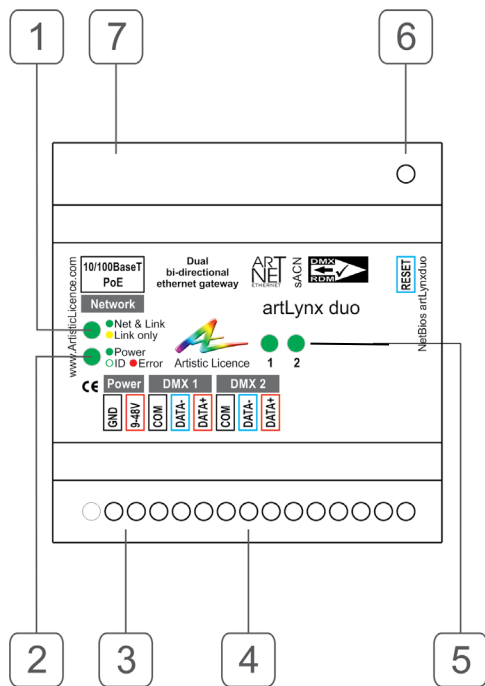 1
7
6
www.ArtisticLicence.com
10/100BaseT
PoE
Network
Net & Link
Link only
Power
ID Error
Dual
bi-directional
ethernet gateway
Artistic Licence
ART
NET
ETHERNET
sACN
DMX
RDM
artLynx duo
1 2
RESET
NetBios artLynxduo
CE
Power DMX 1 DMX 2
GND
9-48V
COM
DATA-
DATA+
COM
DATA-
DATA+
2
3
4
5